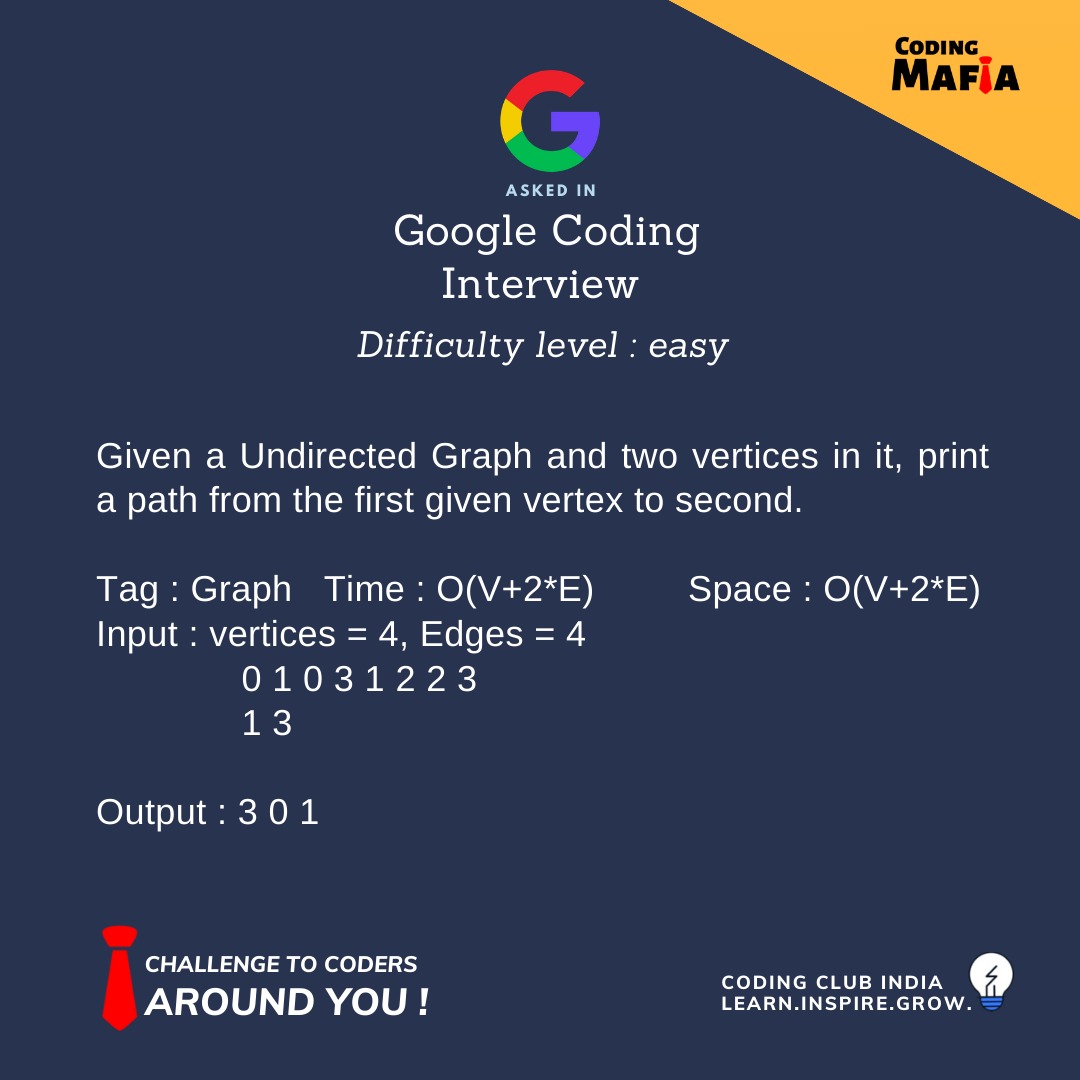 CODING
MAFIA
ASKED IN
Google Coding
Interview
Difficulty level : easy
Given a Undirected Graph and two vertices in it, print
a path from the first given vertex to second.
Tag : Graph Time : O(V+2*E) Space : O(V+2*E)
Input : vertices = 4, Edges = 4
0 1 0 3 1 2 2 3
1 3
Output : 3 0 1
CHALLENGE TO CODERS
AROUND YOU !
CODING CLUB INDIA
LEARN.INSPIRE.GROW.